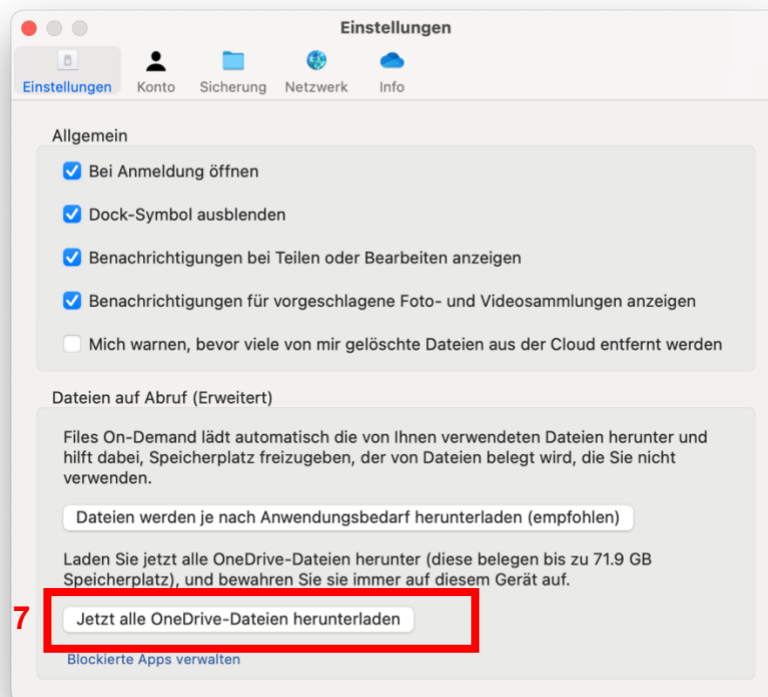 Einstellungen
Einstellungen Konto Sicherung Netzwerk Info
Allgemein
Bei Anmeldung öffnen
Dock-Symbol ausblenden
Benachrichtigungen bei Teilen oder Bearbeiten anzeigen
Benachrichtigungen für vorgeschlagene Foto- und Videosammlungen anzeigen
Mich warnen, bevor viele von mir gelöschte Dateien aus der Cloud entfernt werden
Dateien auf Abruf (Erweitert)
Files On-Demand lädt automatisch die von Ihnen verwendeten Dateien herunter und
hilft dabei, Speicherplatz freizugeben, der von Dateien belegt wird, die Sie nicht
verwenden.
Dateien werden je nach Anwendungsbedarf herunterladen (empfohlen)
Laden Sie jetzt alle OneDrive-Dateien herunter (diese belegen bis zu 71.9 GB
Speicherplatz), und bewahren Sie sie immer auf diesem Gerät auf.
7 Jetzt alle OneDrive-Dateien herunterladen
Blockierte Apps verwalten